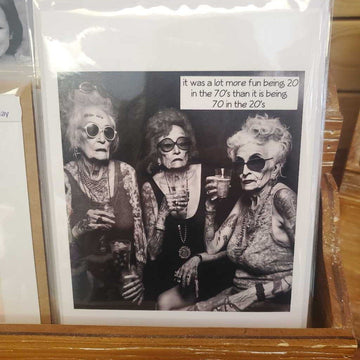 it was a lot more fun being 20
in the 70's than it is being
70 in the 20's